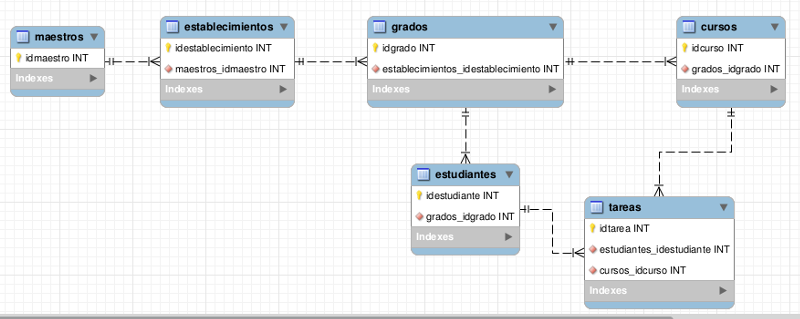 maestros
idmaestro INT
Indexes
establecimientos
idestablecimiento INT
maestros_idmaestro INT
Indexes
grados
idgrado INT
establecimientos_idestablecimiento INT
Indexes
cursos
idcurso INT
grados_idgrado INT
Indexes
estudiantes
idestudiante INT
grados_idgrado INT
Indexes
tareas
idtarea INT
estudiantes_idestudiante INT
cursos_idcurso INT
Indexes